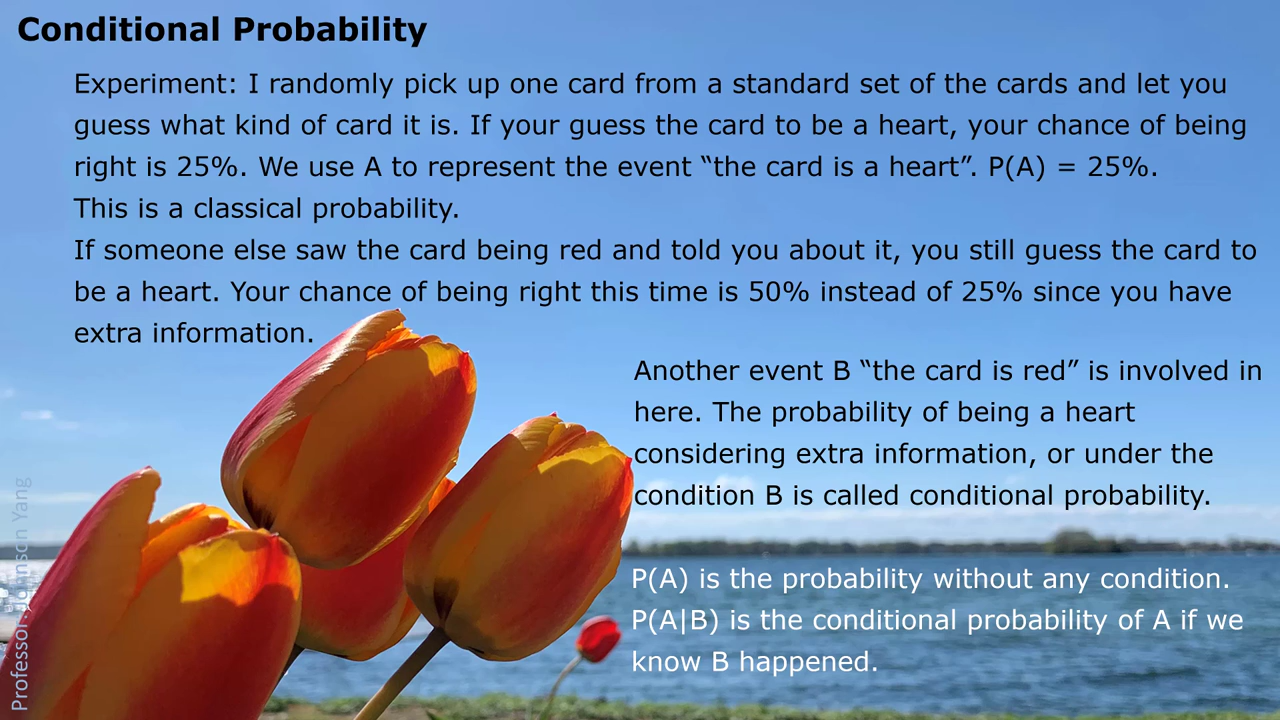 Conditional Probability
Experiment: I randomly pick up one card from a standard set of the cards and let you
guess what kind of card it is. If your guess the card to be a heart, your chance of being
right is 25%. We use A to represent the event “the card is a heart”. P(A) = 25%.
This is a classical probability.
If someone else saw the card being red and told you about it, you still guess the card to
be a heart. Your chance of being right this time is 50% instead of 25% since you have
extra information.
Another event B “the card is red” is involved in
here. The probability of being a heart
considering extra information, or under the
condition B is called conditional probability.
P(A) is the probability without any condition.
P(A|B) is the conditional probability of A if we
know B happened.
Professor: Johnson Yang